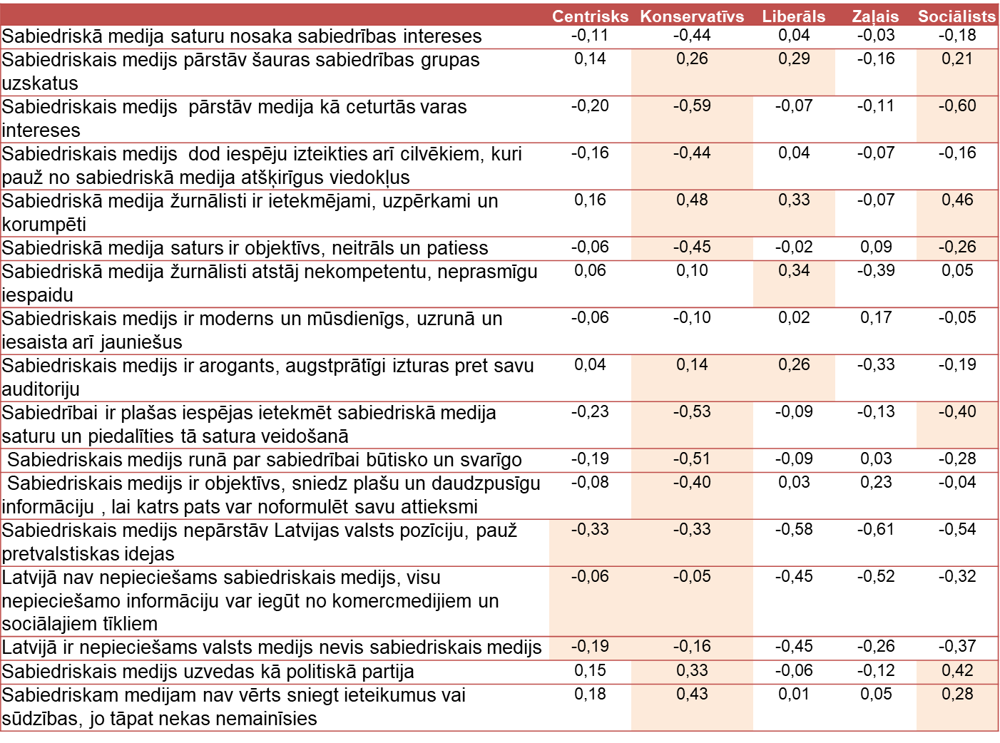 Centrisks Konservatīvs Liberāls Zaļais Sociālists
Sabiedriskā medija saturu nosaka sabiedrības intereses -0,11 -0,44 0,04 -0,03 -0,18
Sabiedriskais medijs pārstāv šauras sabiedrības grupas 0,14 0,26 0,29 -0,16 0,21
uzskatus
Sabiedriskais medijs pārstāv medija kā ceturtās varas -0,20 -0,59 -0,07 -0,11 -0,60
intereses
Sabiedriskais medijs dod iespēju izteikties arī cilvēkiem, kuri -0,16 -0,44 0,04 -0,07 -0,16
pauž no sabiedriskā medija atšķirīgus viedokļus
Sabiedriskā medija žurnālisti ir ietekmējami, uzpērkami un 0,16 0,48 0,33 -0,07 0,46
korumpēti
Sabiedriskā medija saturs ir objektīvs, neitrāls un patiess -0,06 -0,45 -0,02 0,09 -0,26
Sabiedriskā medija žurnālisti atstāj nekompetentu, neprasmīgu 0,06 0,10 0,34 -0,39 0,05
iespaidu
Sabiedriskais medijs ir moderns un mūsdienīgs, uzrunā un -0,06 -0,10 0,02 0,17 -0,05
iesaista arī jauniešus
Sabiedriskais medijs ir arogants, augstprātīgi izturas pret savu 0,04 0,14 0,26 -0,33 -0,19
auditoriju
Sabiedrībai ir plašas iespējas ietekmēt sabiedriskā medija -0,23 -0,53 -0,09 -0,13 -0,40
saturu un piedalīties tā satura veidošanā
Sabiedriskais medijs runā par sabiedrībai būtisko un svarīgo -0,19 -0,51 -0,09 0,03 -0,28
Sabiedriskais medijs ir objektīvs, sniedz plašu un daudzpusīgu -0,08 -0,40 0,03 0,23 -0,04
informāciju , lai katrs pats var noformulēt savu attieksmi
Sabiedriskais medijs nepārstāv Latvijas valsts pozīciju, pauž -0,33 -0,33 -0,58 -0,61 -0,54
pretvalstiskas idejas
Latvijā nav nepieciešams sabiedriskais medijs, visu -0,06 -0,05 -0,45 -0,52 -0,32
nepieciešamo informāciju var iegūt no komercmedijiem un
sociālajiem tīkliem
Latvijā ir nepieciešams valsts medijs nevis sabiedriskais medijs -0,19 -0,16 -0,45 -0,26 -0,37
Sabiedriskais medijs uzvedas kā politiskā partija 0,15 0,33 -0,06 -0,12 0,42
Sabiedriskam medijam nav vērts sniegt ieteikumus vai 0,18 0,43 0,01 0,05 0,28
sūdzības, jo tāpat nekas nemainīsies